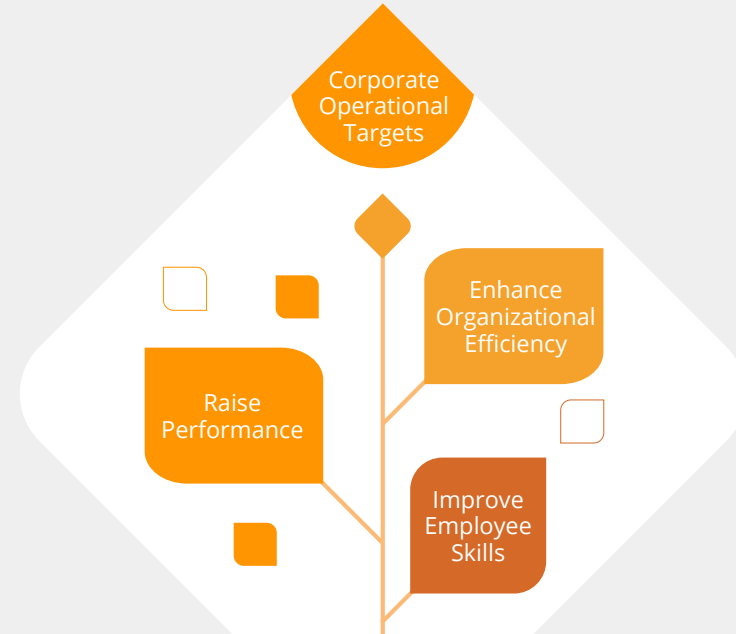 Corporate
Operational
Targets
Enhance
Organizational
Efficiency
Raise
Performance
Improve
Employee
Skills